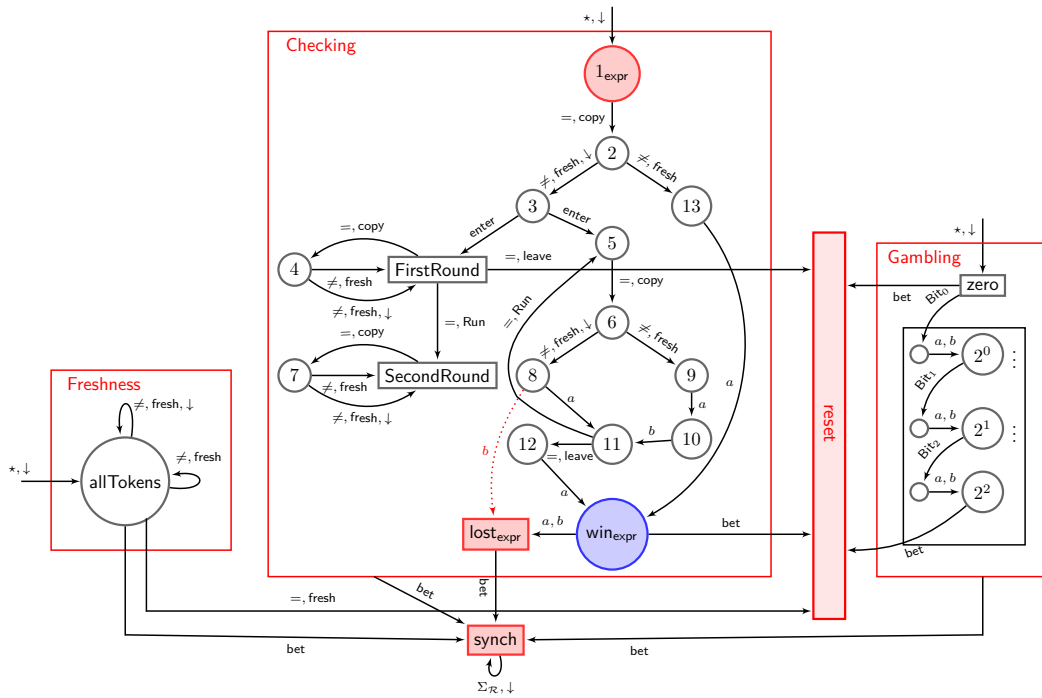 ⋆, ↓
Checking
1expr
=, copy
2
≠, fresh, ↓
≠, fresh
3
13
enter
enter
5
⋆, ↓
=, copy
Gambling
4
FirstRound
=, leave
zero
≠, fresh
bet
Bit0
≠, fresh, ↓
=, copy
=, Run
=, Run
6
a, b
20
⋮
=, copy
≠, fresh, ↓
≠, fresh
Bit1
7
SecondRound
8
9
a
Freshness
≠, fresh
≠, fresh, ↓
a
a
reset
≠, fresh, ↓
a, b
21
⋮
b
12
11
b
10
Bit2
≠, fresh
=, leave
⋆, ↓
allTokens
a
a, b
22
lostexpr
a, b
winexpr
bet
bet
bet
bet
=, fresh
synch
bet
bet
Σℛ, ↓